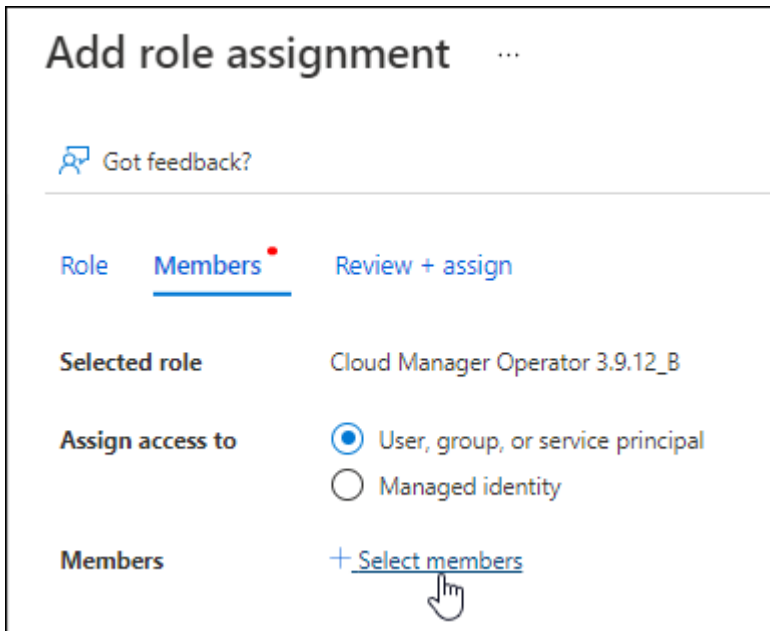 Add role assignment ...
Got feedback?
Role Members Review + assign
Selected role Cloud Manager Operator 3.9.12_B
Assign access to User, group, or service principal
Managed identity
Members + Select members